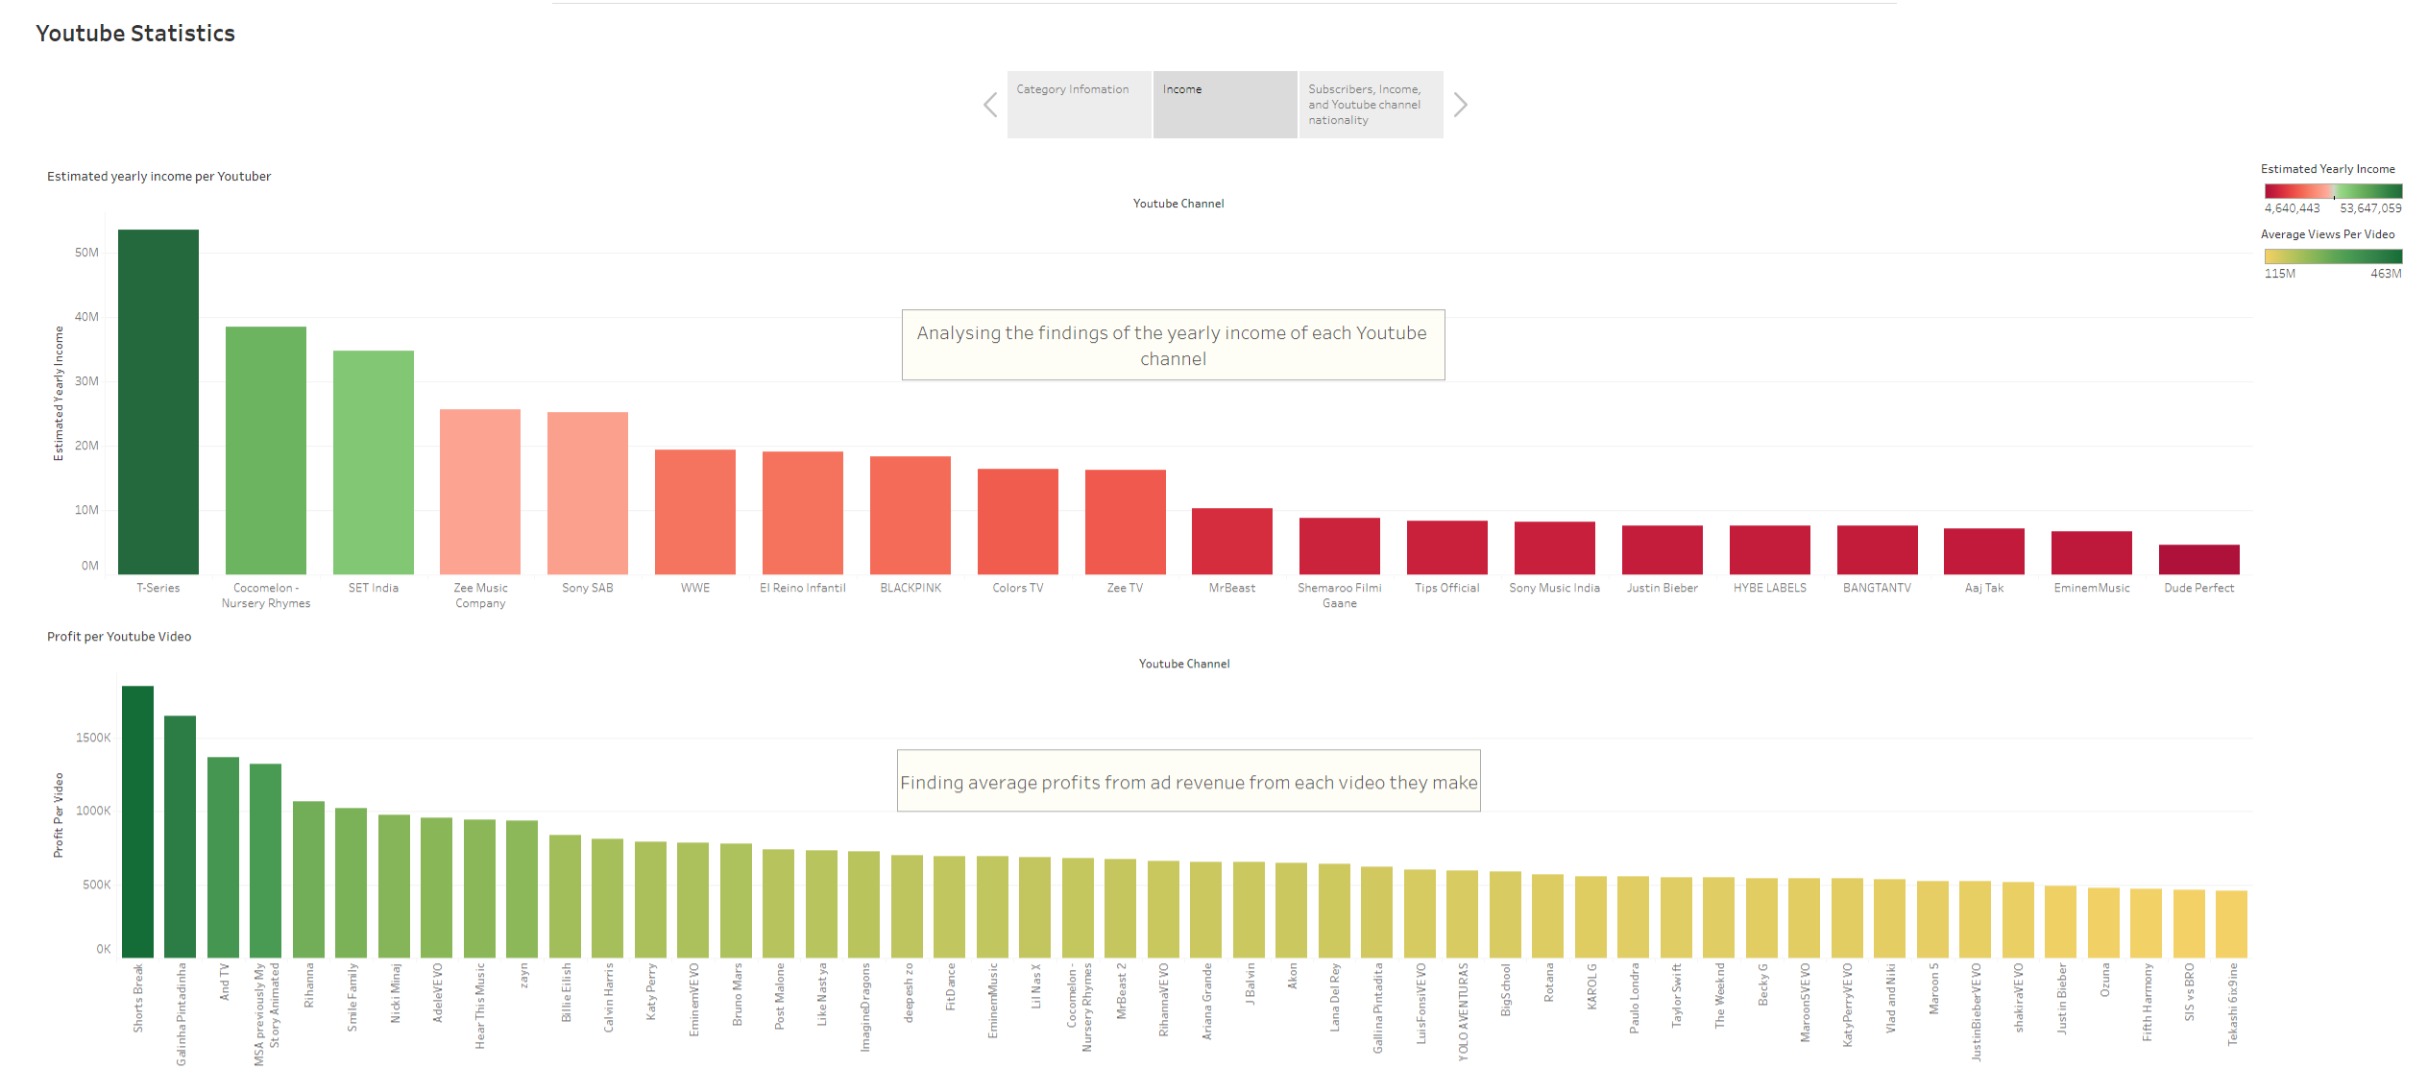 Youtube Statistics
Category Infomation
Income
Subscribers, Income,
and Youtube channel
nationality
Estimated yearly income per Youtuber
Youtube Channel
Estimated Yearly Income
50M
40M
30M
20M
10M
0M
T-Series
Cocomelon -
Nursery Rhymes
SET India
Zee Music
Company
Sony SAB
WWE
El Reino Infantil
BLACKPINK
Colors TV
Zee TV
MrBeast
Shemaroo Filmi
Gaane
Tips Official
Sony Music India
Justin Bieber
HYBE LABELS
BANGTANTV
Aaj Tak
EminemMusic
Dude Perfect
Analysing the findings of the yearly income of each Youtube
channel
Estimated Yearly Income
4,640,443 53,647,059
Average Views Per Video
115M 463M
Profit per Youtube Video
Youtube Channel
Profit Per Video
1500K
1000K
500K
0K
Finding average profits from ad revenue from each video they make
Shorts Break
Galinha Pintadinha
And TV
MSA previously My
Story Animated
Rihanna
Smile Family
Nicki Minaj
AdeleVEVO
Hear This Music
zayn
Billie Eilish
Calvin Harris
Katy Perry
EminemVEVO
Bruno Mars
Post Malone
Like Nastya
ImagineDragons
deepesh zo
FitDance
EminemMusic
Lil Nas X
Cocomelon -
Nursery Rhymes
MrBeast 2
RihannaVEVO
Ariana Grande
J Balvin
Akon
Lana Del Rey
Gallina Pintadita
LuisFonsiVEVO
YOLO AVENTURAS
BigSchool
Rotana
KAROL G
Paulo Londra
Taylor Swift
The Weeknd
Becky G
Maroon5VEVO
KatyPerryVEVO
Vlad and Niki
Maroon 5
JustinBieberVEVO
shakiraVEVO
Justin Bieber
Ozuna
Fifth Harmony
SIS vs BRO
Tekashi 6ix9ine